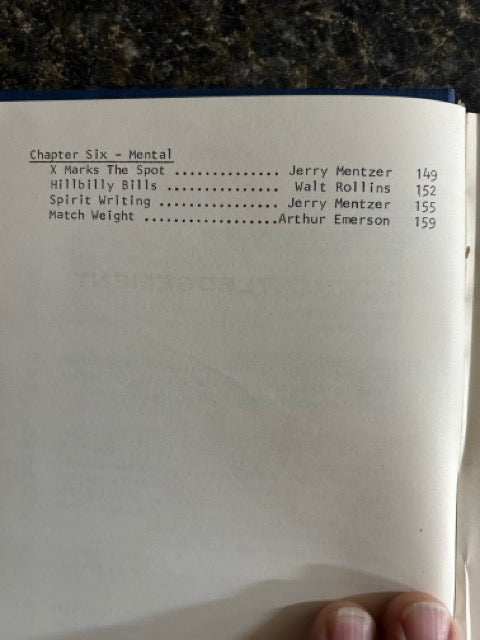 Chapter Six - Mental
X Marks The Spot .............. Jerry Mentzer 149
Hillbilly Bills ............... Walt Rollins 152
Spirit Writing ................ Jerry Mentzer 155
Match Weight ..................Arthur Emerson 159